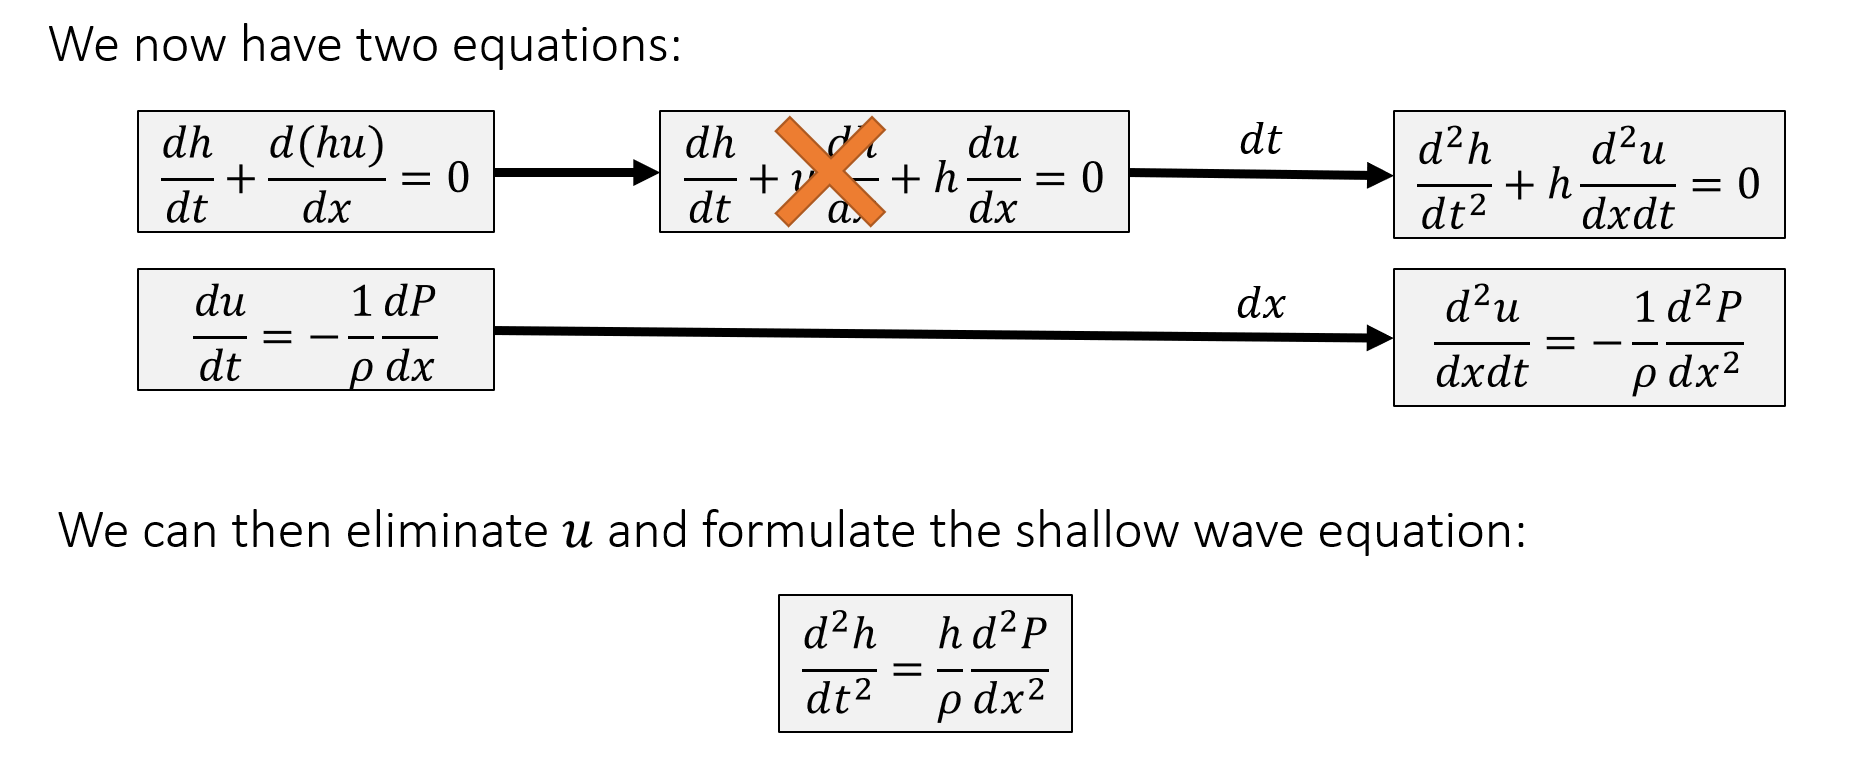 We now have two equations:
dh/dt + d(hu)/dx = 0
dh/dt + + h du/dx = 0
dt
d²h/dt² + h d²u/dxdt = 0
du/dt = − 1/ρ dP/dx
dx
d²u/dxdt = − 1/ρ d²P/dx²
We can then eliminate u and formulate the shallow wave equation:
d²h/dt² = h/ρ d²P/dx²